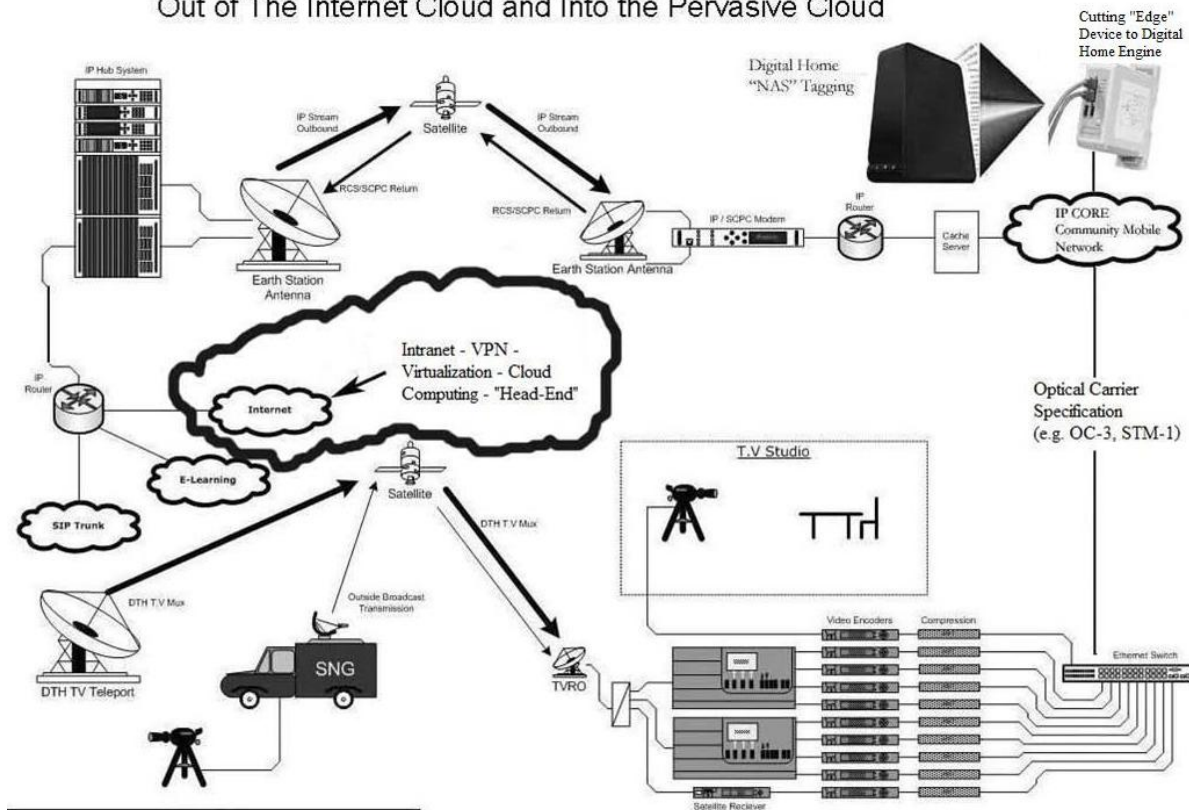 Out of The Internet Cloud and Into the Pervasive Cloud
Cutting "Edge"
Device to Digital
Home Engine
IP Hub System
Digital Home
"NAS" Tagging
IP Stream
Outbound
Satellite
IP Stream
Outbound
RCS/SCPC Return
RCS/SCPC Return
IP / SCPC Modem
IP
Router
Cache
Server
IP CORE
Community Mobile
Network
Earth Station
Antenna
Earth Station Antenna
Intranet - VPN -
Virtualization - Cloud
Computing - "Head-End"
IP
Router
Internet
Optical Carrier
Specification
(e.g. OC-3, STM-1)
E-Learning
SIP Trunk
Satellite
T.V Studio
DTH T.V Mux
DTH T.V Mux
Outside Broadcast
Transmission
SNG
DTH TV Teleport
TVRO
Video Encoders
Compression
Ethernet Switch
Satellite Reciever